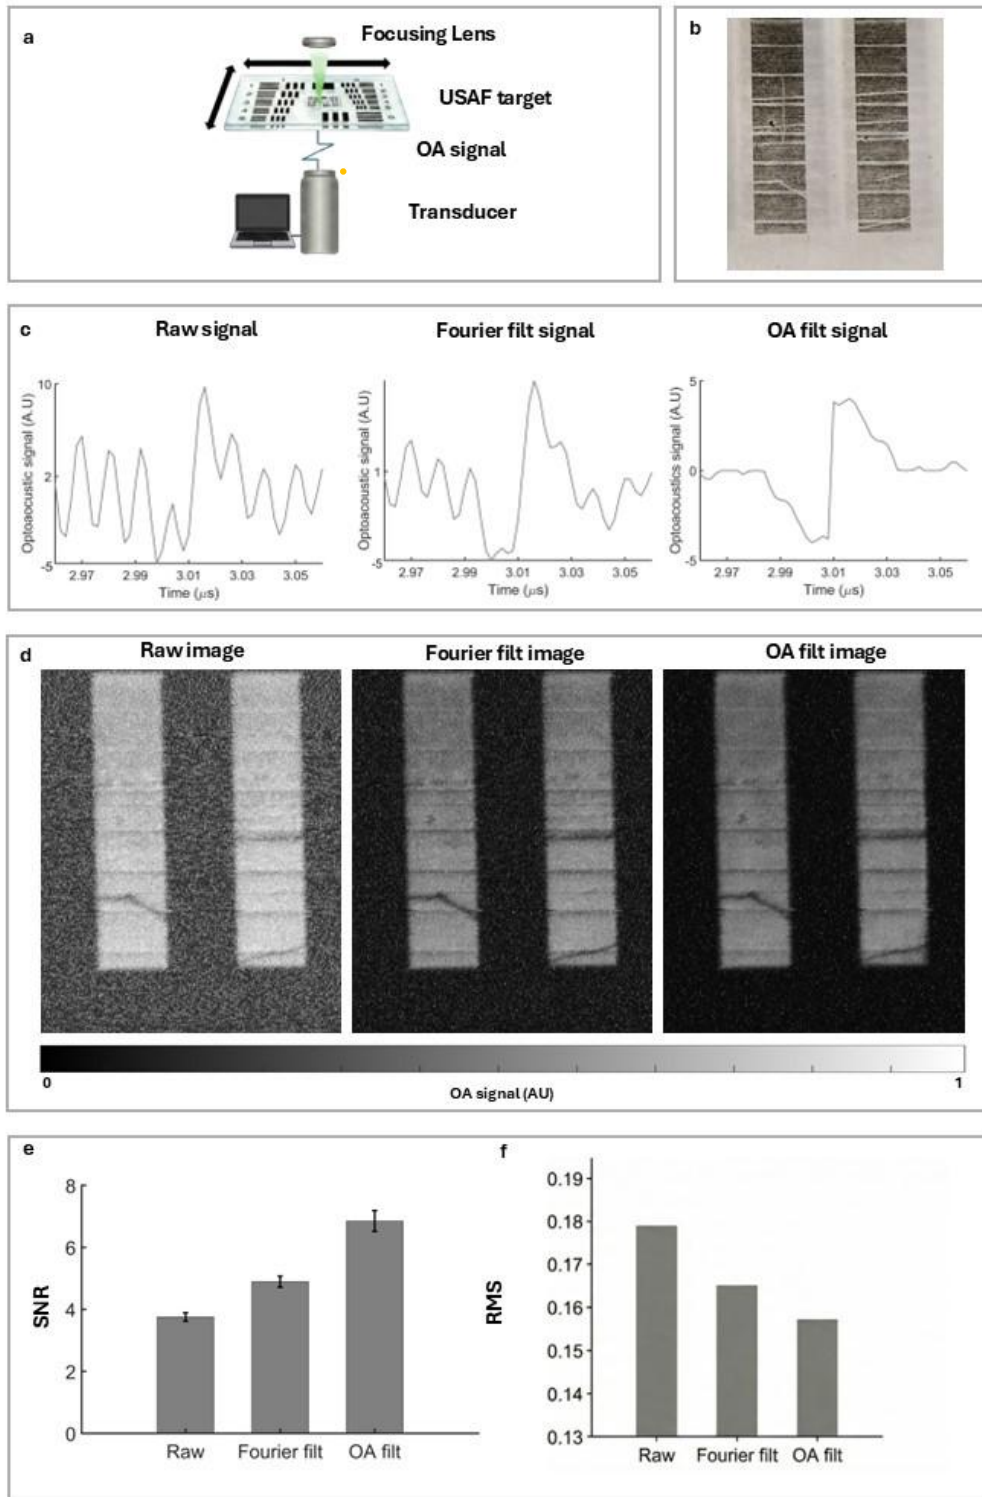 a
Focusing Lens
USAF target
OA signal
Transducer
b
c
Raw signal
Fourier filt signal
OA filt signal
Optoaocustic signal (A.U)
10
2
-5
2.97 2.99 3.01 3.03 3.05
Time (μs)
Optoacoustic signal (A.U)
1
-5
2.97 2.99 3.01 3.03 3.05
Time (μs)
Optoacoustics signal (A.U)
5
0
-5
2.97 2.99 3.01 3.03 3.05
Time (μs)
d
Raw image
Fourier filt image
OA filt image
0
1
OA signal (AU)
e
SNR
8
6
4
2
0
Raw Fourier filt OA filt
f
RMS
0.19
0.18
0.17
0.16
0.15
0.14
0.13
Raw Fourier filt OA filt